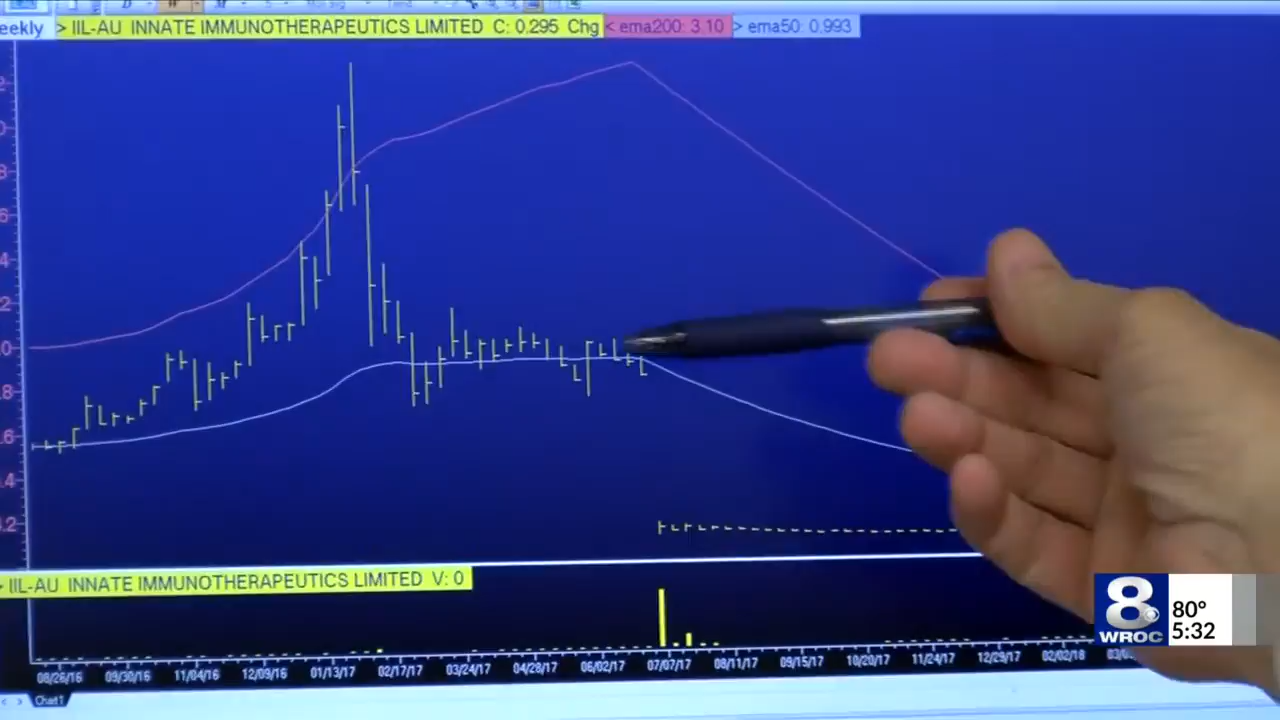 eekly > IIL-AU INNATE IMMUNOTHERAPEUTICS LIMITED C: 0.295 Chg < ema200: 3.10 > ema50: 0.993
IIL-AU INNATE IMMUNOTHERAPEUTICS LIMITED V: 0
08/26/16 09/30/16 11/04/16 12/09/16 01/13/17 02/17/17 03/24/17 04/28/17 06/02/17 07/07/17 08/11/17 09/15/17 10/20/17 11/24/17 12/29/17 02/02/18
Chart1
8
WROC
80°
5:32